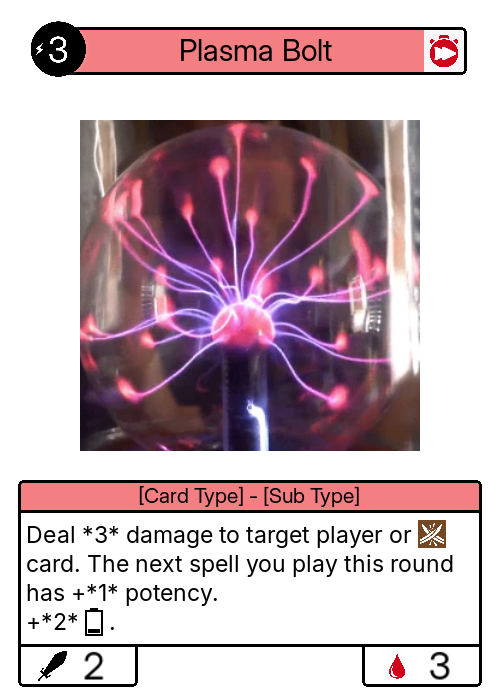 3
Plasma Bolt
[Card Type] - [Sub Type]
Deal *3* damage to target player or
card. The next spell you play this round
has +*1* potency.
+*2* .
2
3